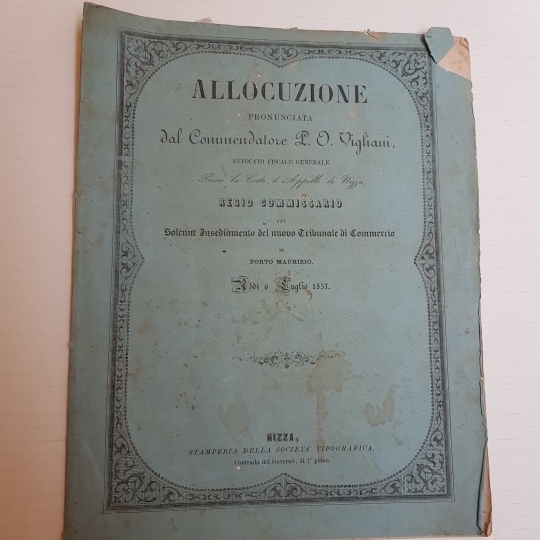 ALLOCUZIONE
PRONUNCIATA
dal Commendatore P. O. Vigliani,
AVVOCATO FISCALE GENERALE
Presso la Corte d'Appello di Nizza,
REGIO COMMISSARIO
PEL
Solenne Insediamento del nuovo Tribunale di Commercio
DI
PORTO MAURIZIO.
Addì 6 Luglio 1857.
NIZZA,
STAMPERIA DELLA SOCIETÀ TIPOGRAFICA.
Contrada del Governo, al 1° piano.